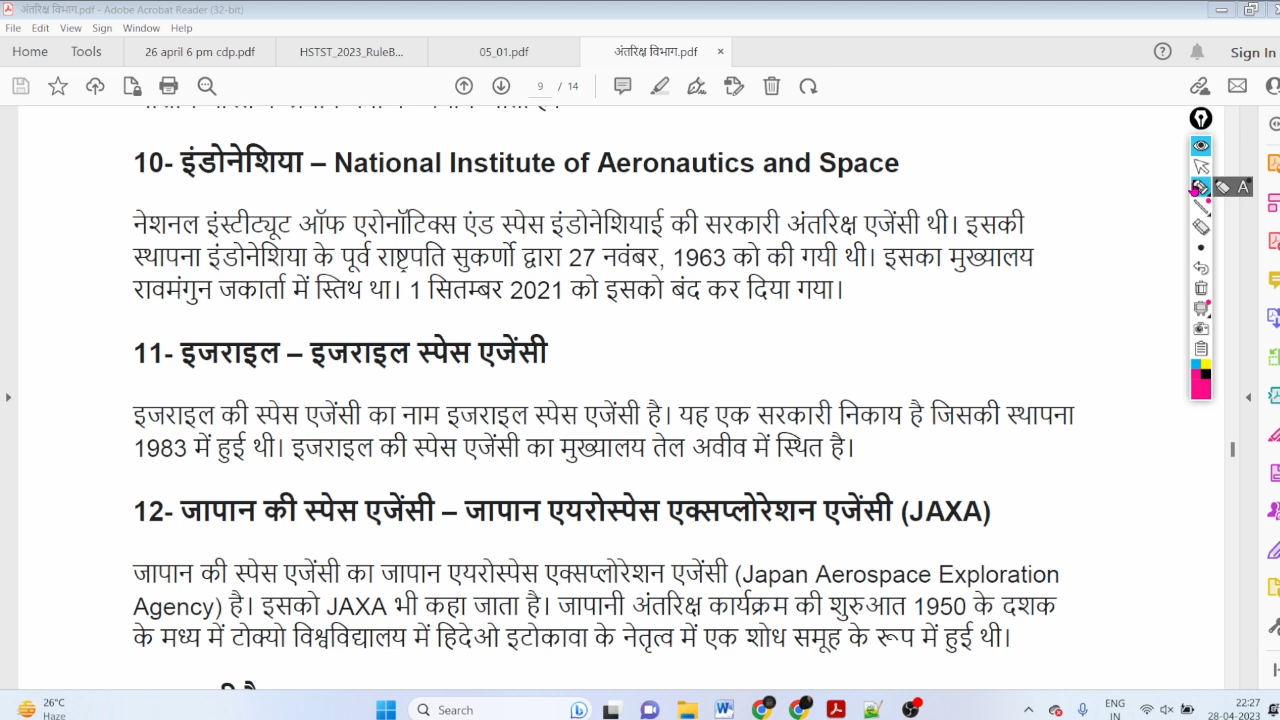 अंतरिक्ष विभाग.pdf - Adobe Acrobat Reader (32-bit)
File Edit View Sign Window Help
Home Tools 26 april 6 pm cdp.pdf HSTST_2023_RuleB... 05_01.pdf अंतरिक्ष विभाग.pdf × Sign In
9 / 14
10- इंडोनेशिया – National Institute of Aeronautics and Space
नेशनल इंस्टीट्यूट ऑफ एरोनॉटिक्स एंड स्पेस इंडोनेशियाई की सरकारी अंतरिक्ष एजेंसी थी। इसकी
स्थापना इंडोनेशिया के पूर्व राष्ट्रपति सुकर्णो द्वारा 27 नवंबर, 1963 को की गयी थी। इसका मुख्यालय
रावमंगुन जकार्ता में स्तिथ था। 1 सितम्बर 2021 को इसको बंद कर दिया गया।
11- इजराइल – इजराइल स्पेस एजेंसी
इजराइल की स्पेस एजेंसी का नाम इजराइल स्पेस एजेंसी है। यह एक सरकारी निकाय है जिसकी स्थापना
1983 में हुई थी। इजराइल की स्पेस एजेंसी का मुख्यालय तेल अवीव में स्थित है।
12- जापान की स्पेस एजेंसी – जापान एयरोस्पेस एक्सप्लोरेशन एजेंसी (JAXA)
जापान की स्पेस एजेंसी का जापान एयरोस्पेस एक्सप्लोरेशन एजेंसी (Japan Aerospace Exploration
Agency) है। इसको JAXA भी कहा जाता है। जापानी अंतरिक्ष कार्यक्रम की शुरुआत 1950 के दशक
के मध्य में टोक्यो विश्वविद्यालय में हिदेओ इटोकावा के नेतृत्व में एक शोध समूह के रूप में हुई थी।
26°C
Haze
Search
ENG
IN
22:27
28-04-2023